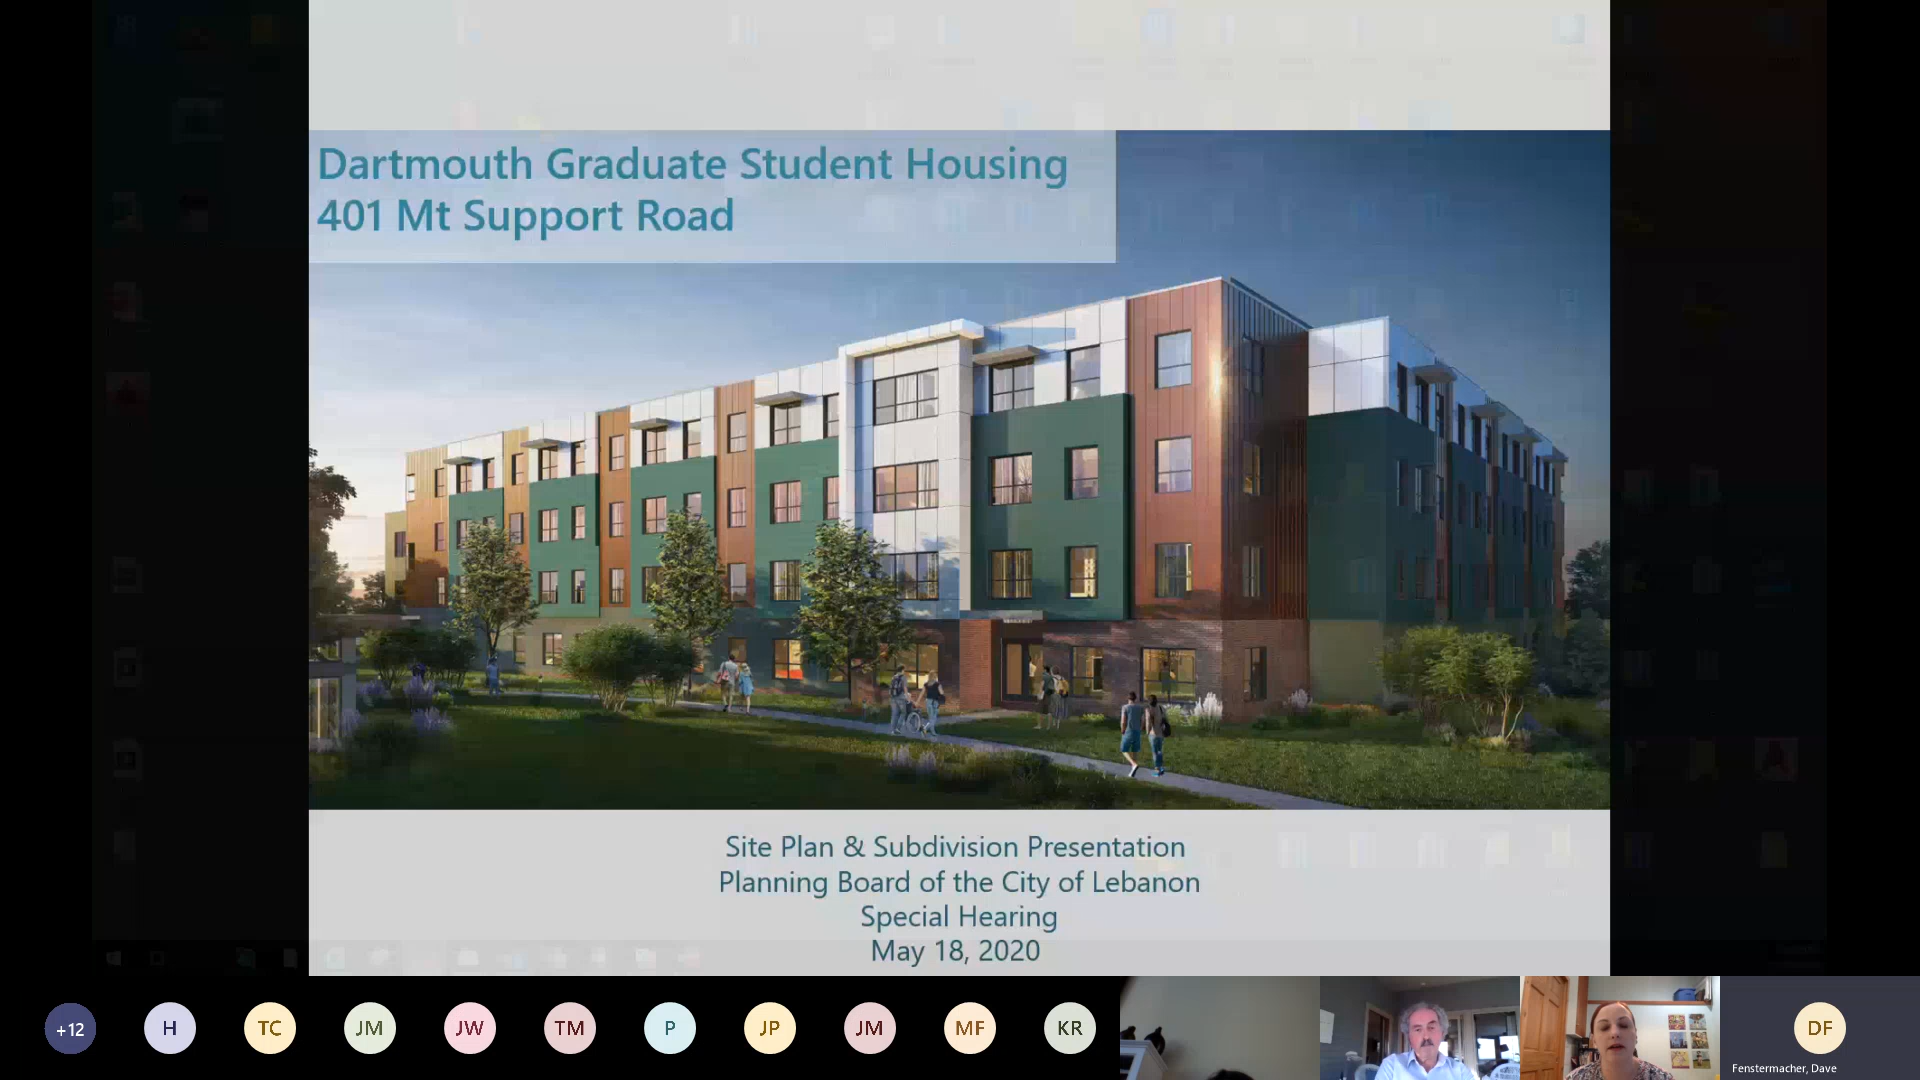 Dartmouth Graduate Student Housing
401 Mt Support Road
Site Plan & Subdivision Presentation
Planning Board of the City of Lebanon
Special Hearing
May 18, 2020
+12
H
TC
JM
JW
TM
P
JP
JM
MF
KR
DF
Fenstermacher, Dave